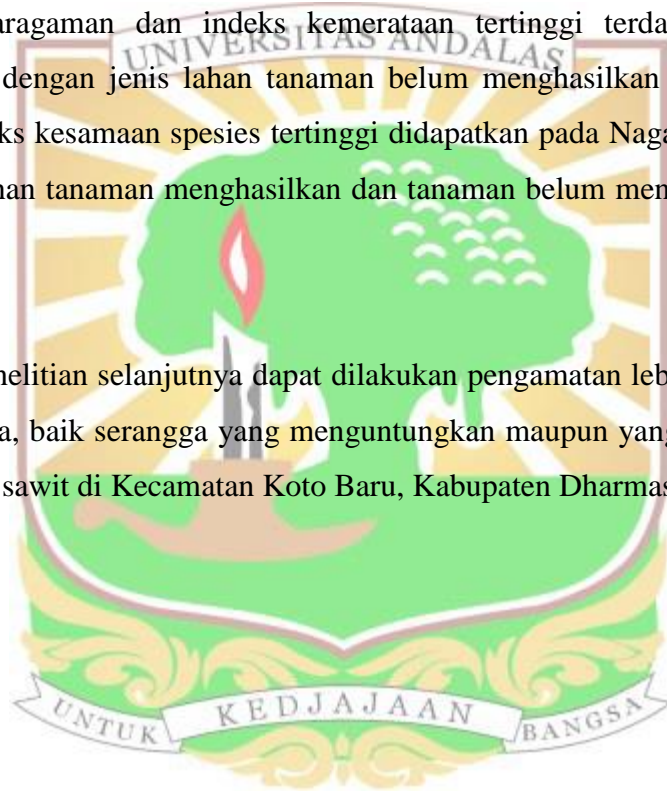 aragaman dan indeks kemerataan tertinggi terda
UNIVERSITAS ANDALAS
dengan jenis lahan tanaman belum menghasilkan
ks kesamaan spesies tertinggi didapatkan pada Naga
nan tanaman menghasilkan dan tanaman belum men
nelitian selanjutnya dapat dilakukan pengamatan leb
a, baik serangga yang menguntungkan maupun yang
sawit di Kecamatan Koto Baru, Kabupaten Dharmas
UNTUK KEDJAJAAN BANGSA